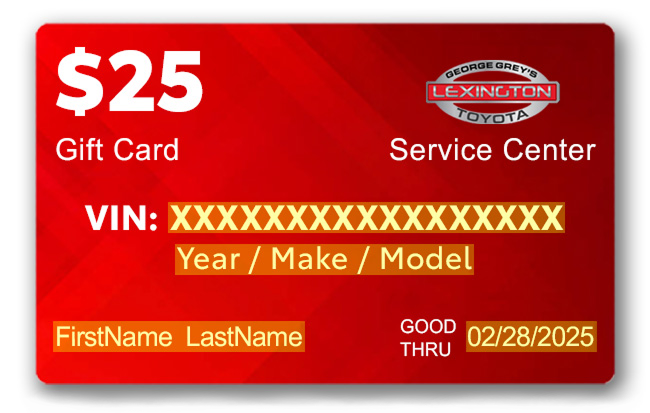 $25
Gift Card
GEORGE GREY'S
LEXINGTON
TOYOTA
Service Center
VIN: XXXXXXXXXXXXXXXXX
Year / Make / Model
FirstName LastName
GOOD THRU 02/28/2025